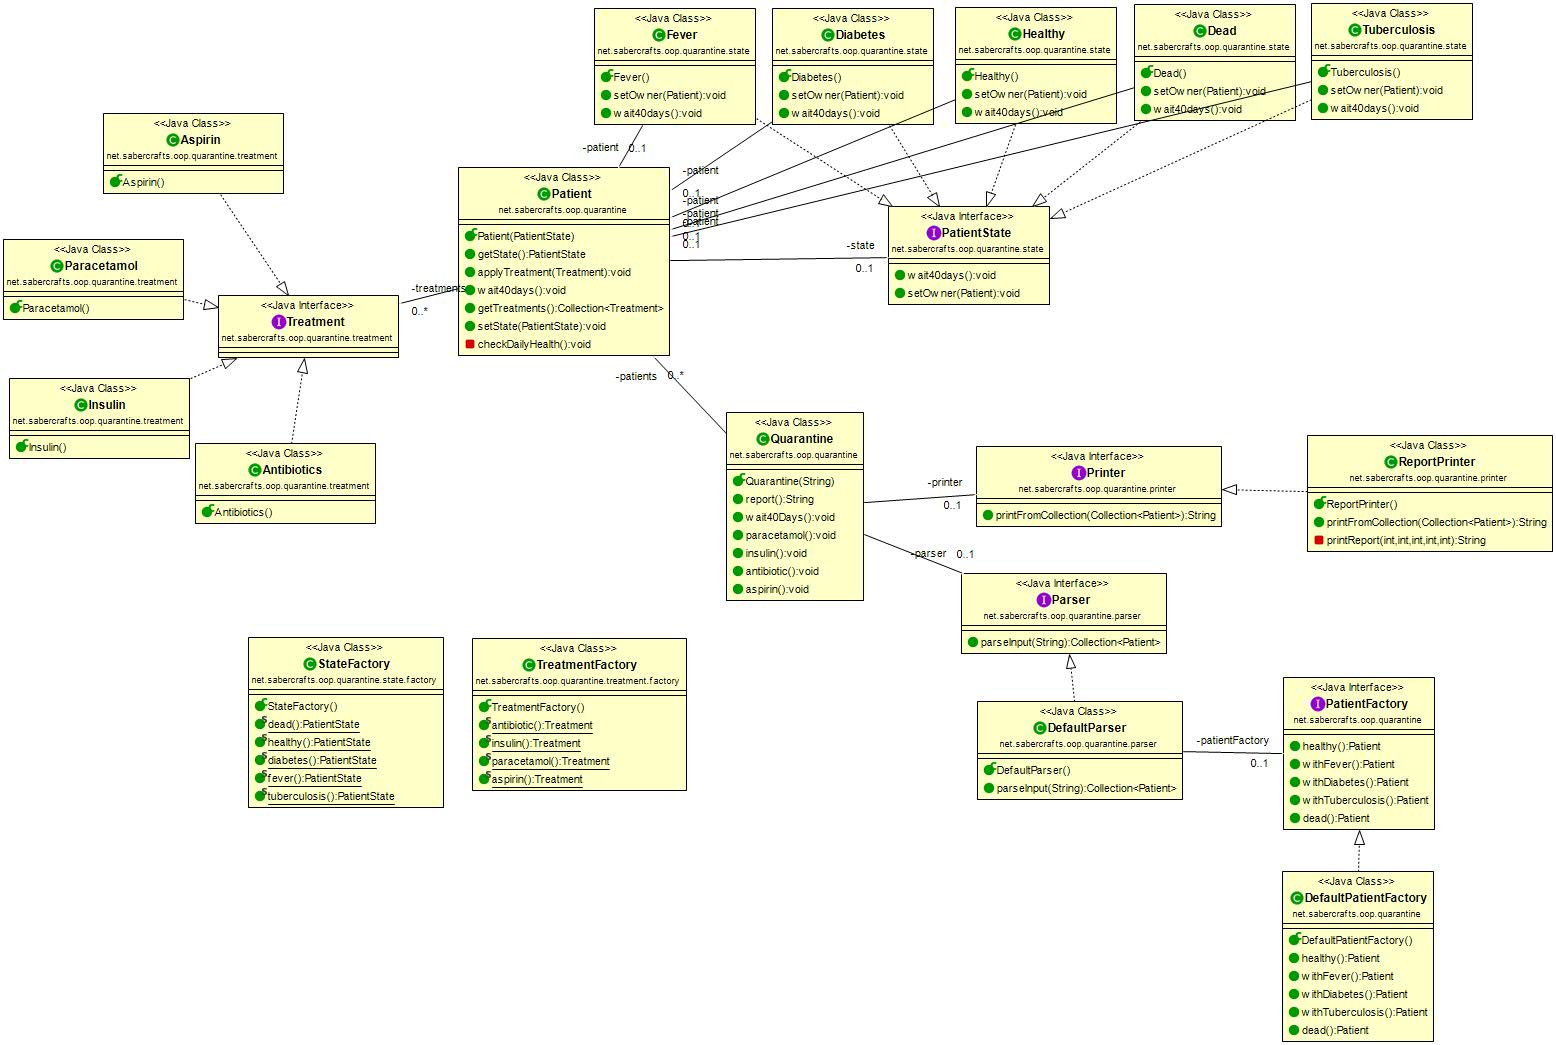 <<Java Class>>
Fever
net.sabercrafts.oop.quarantine.state
Fever()
setOwner(Patient):void
wait40days():void
<<Java Class>>
Diabetes
net.sabercrafts.oop.quarantine.state
Diabetes()
setOwner(Patient):void
wait40days():void
<<Java Class>>
Healthy
net.sabercrafts.oop.quarantine.state
Healthy()
setOwner(Patient):void
wait40days():void
<<Java Class>>
Dead
net.sabercrafts.oop.quarantine.state
Dead()
setOwner(Patient):void
wait40days():void
<<Java Class>>
Tuberculosis
net.sabercrafts.oop.quarantine.state
Tuberculosis()
setOwner(Patient):void
wait40days():void
<<Java Class>>
Aspirin
net.sabercrafts.oop.quarantine.treatment
Aspirin()
-patient 0..1
-patient
0..1
-patient
0..1
-patient
0..1
-patient
0..1
<<Java Class>>
Patient
net.sabercrafts.oop.quarantine
Patient(PatientState)
getState():PatientState
applyTreatment(Treatment):void
wait40days():void
getTreatments():Collection<Treatment>
setState(PatientState):void
checkDailyHealth():void
-state
0..1
<<Java Interface>>
PatientState
net.sabercrafts.oop.quarantine.state
wait40days():void
setOwner(Patient):void
<<Java Class>>
Paracetamol
net.sabercrafts.oop.quarantine.treatment
Paracetamol()
<<Java Interface>>
Treatment
net.sabercrafts.oop.quarantine.treatment
-treatments
0..*
<<Java Class>>
Insulin
net.sabercrafts.oop.quarantine.treatment
Insulin()
<<Java Class>>
Antibiotics
net.sabercrafts.oop.quarantine.treatment
Antibiotics()
-patients 0..*
<<Java Class>>
Quarantine
net.sabercrafts.oop.quarantine
Quarantine(String)
report():String
wait40Days():void
paracetamol():void
insulin():void
antibiotic():void
aspirin():void
-printer
0..1
<<Java Interface>>
Printer
net.sabercrafts.oop.quarantine.printer
printFromCollection(Collection<Patient>):String
<<Java Class>>
ReportPrinter
net.sabercrafts.oop.quarantine.printer
ReportPrinter()
printFromCollection(Collection<Patient>):String
printReport(int,int,int,int,int):String
-parser 0..1
<<Java Interface>>
Parser
net.sabercrafts.oop.quarantine.parser
parseInput(String):Collection<Patient>
<<Java Class>>
StateFactory
net.sabercrafts.oop.quarantine.state.factory
StateFactory()
dead():PatientState
healthy():PatientState
diabetes():PatientState
fever():PatientState
tuberculosis():PatientState
<<Java Class>>
TreatmentFactory
net.sabercrafts.oop.quarantine.treatment.factory
TreatmentFactory()
antibiotic():Treatment
insulin():Treatment
paracetamol():Treatment
aspirin():Treatment
<<Java Class>>
DefaultParser
net.sabercrafts.oop.quarantine.parser
DefaultParser()
parseInput(String):Collection<Patient>
-patientFactory
0..1
<<Java Interface>>
PatientFactory
net.sabercrafts.oop.quarantine
healthy():Patient
withFever():Patient
withDiabetes():Patient
withTuberculosis():Patient
dead():Patient
<<Java Class>>
DefaultPatientFactory
net.sabercrafts.oop.quarantine
DefaultPatientFactory()
healthy():Patient
withFever():Patient
withDiabetes():Patient
withTuberculosis():Patient
dead():Patient